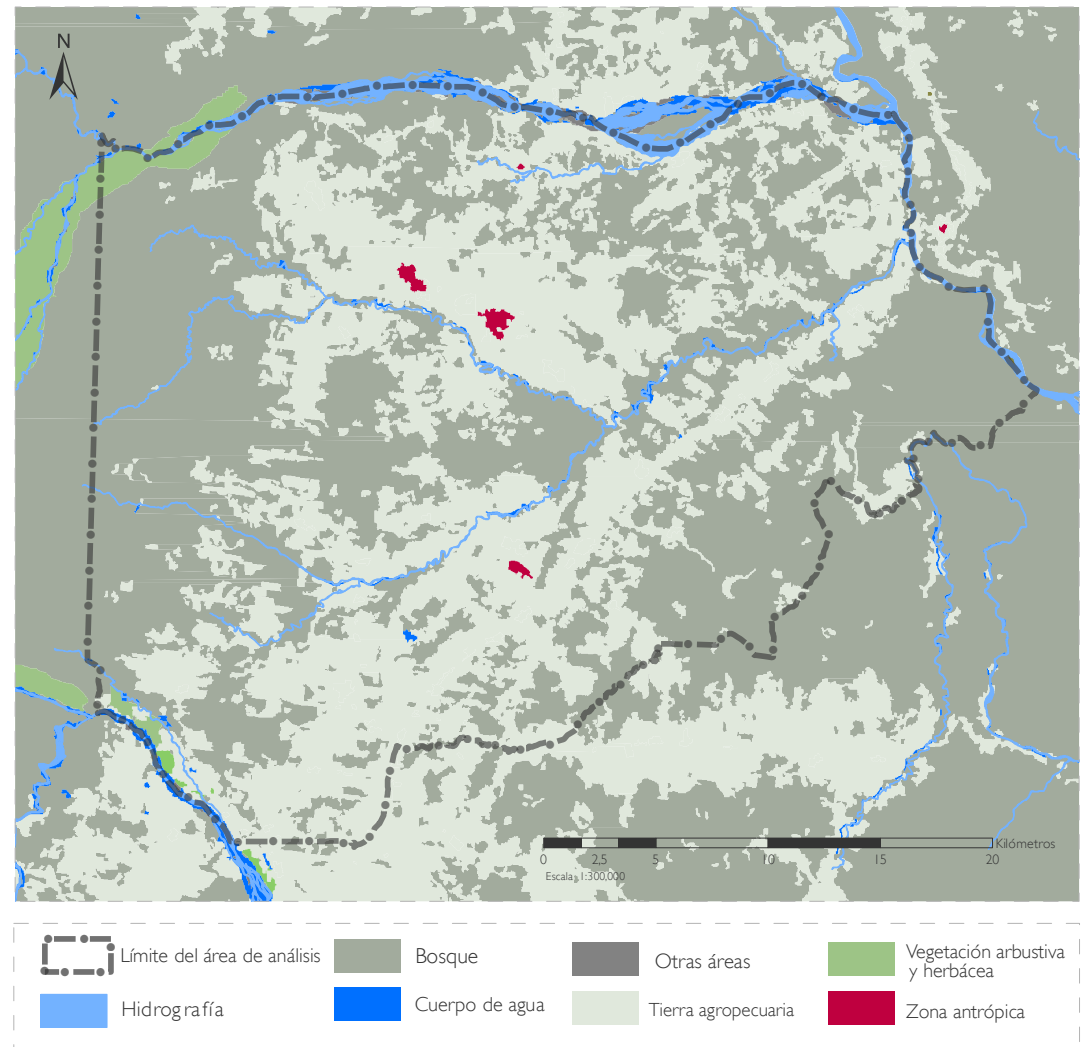 N
Kilómetros
0 2,5 5 10 15 20
Escala 1:300,000
Límite del área de análisis
Bosque
Otras áreas
Vegetación arbustiva
y herbácea
Hidrografía
Cuerpo de agua
Tierra agropecuaria
Zona antrópica